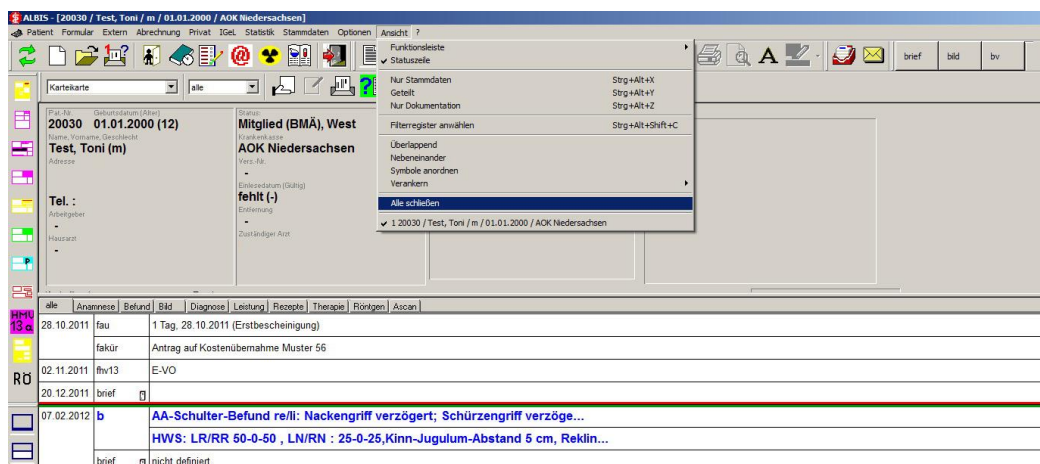 ALBIS - [20030 / Test, Toni / m / 01.01.2000 / AOK Niedersachsen]
Patient Formular Extern Abrechnung Privat IGeL Statistik Stammdaten Optionen Ansicht ?
A
brief bild bv
Karteikarte alle
Funktionsleiste
Statuszeile
Nur Stammdaten Strg+Alt+X
Geteilt Strg+Alt+Y
Nur Dokumentation Strg+Alt+Z
Filterregister anwählen Strg+Alt+Shift+C
Überlappend
Nebeneinander
Symbole anordnen
Verankern
Alle schließen
1 20030 / Test, Toni / m / 01.01.2000 / AOK Niedersachsen
Pat.-Nr. Geburtsdatum (Alter)
20030 01.01.2000 (12)
Name, Vorname, Geschlecht
Test, Toni (m)
Adresse
Tel. :
Arbeitgeber
-
Hausarzt
-
Status:
Mitglied (BMÄ), West
Krankenkasse
AOK Niedersachsen
Vers.-Nr.
-
Einlesedatum (Gültig)
fehlt (-)
Entfernung
-
Zuständiger Arzt
P
HMV
13 a
RÖ
alle Anamnese Befund Bild Diagnose Leistung Rezepte Therapie Röntgen Ascan
28.10.2011 fau 1 Tag, 28.10.2011 (Erstbescheinigung)
fakür Antrag auf Kostenübernahme Muster 56
02.11.2011 fhv13 E-VO
20.12.2011 brief
07.02.2012 b AA-Schulter-Befund re/li: Nackengriff verzögert; Schürzengriff verzöge...
HWS: LR/RR 50-0-50 , LN/RN : 25-0-25,Kinn-Jugulum-Abstand 5 cm, Reklin...
brief nicht definiert